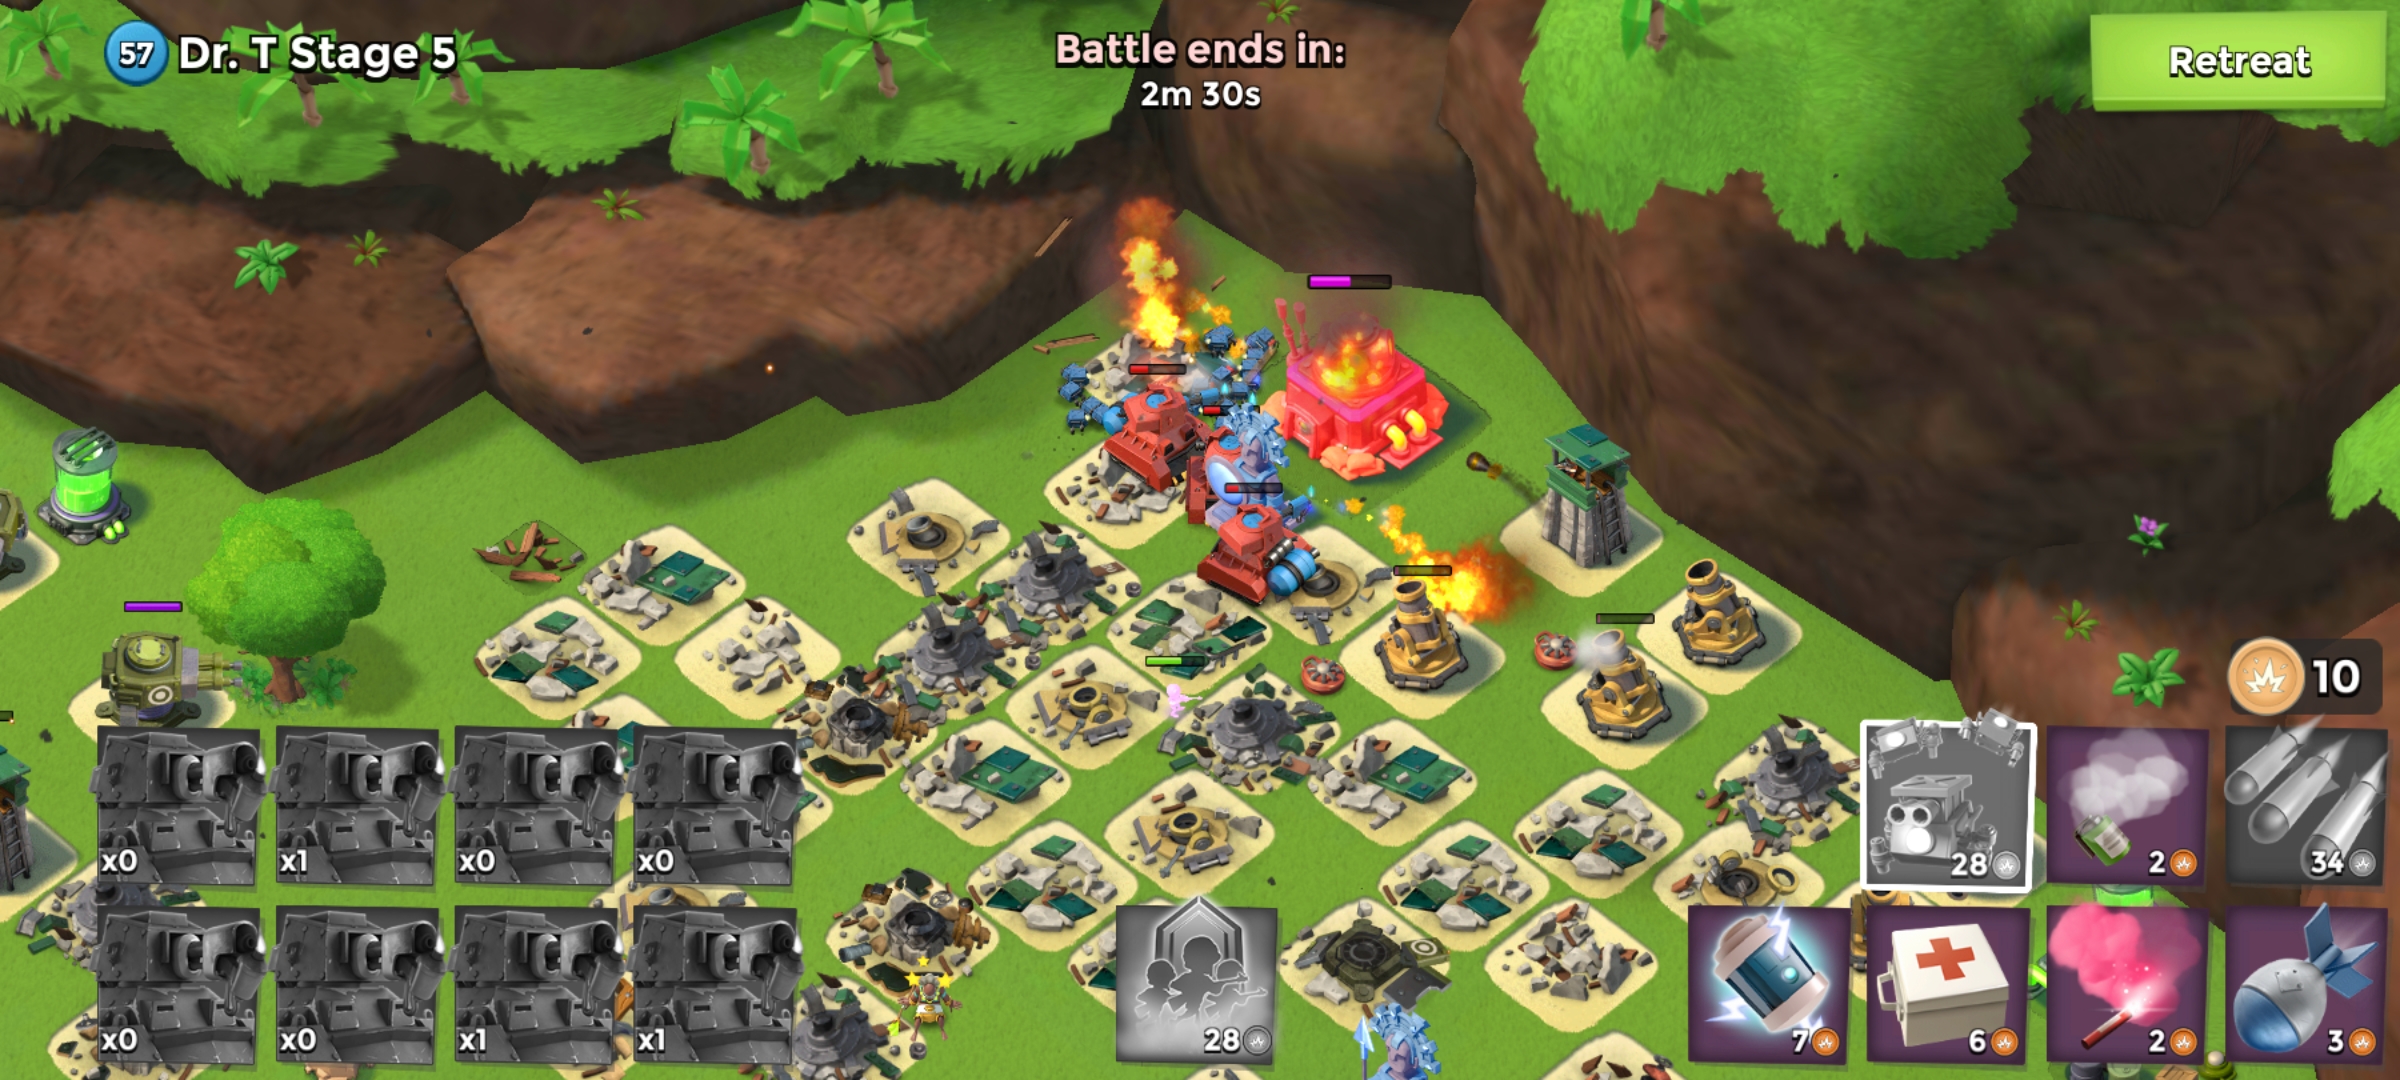 57 Dr. T Stage 5
Battle ends in:
2m 30s
Retreat
10
x0
x1
x0
x0
28
2
34
x0
x0
x1
x1
28
7
6
2
3